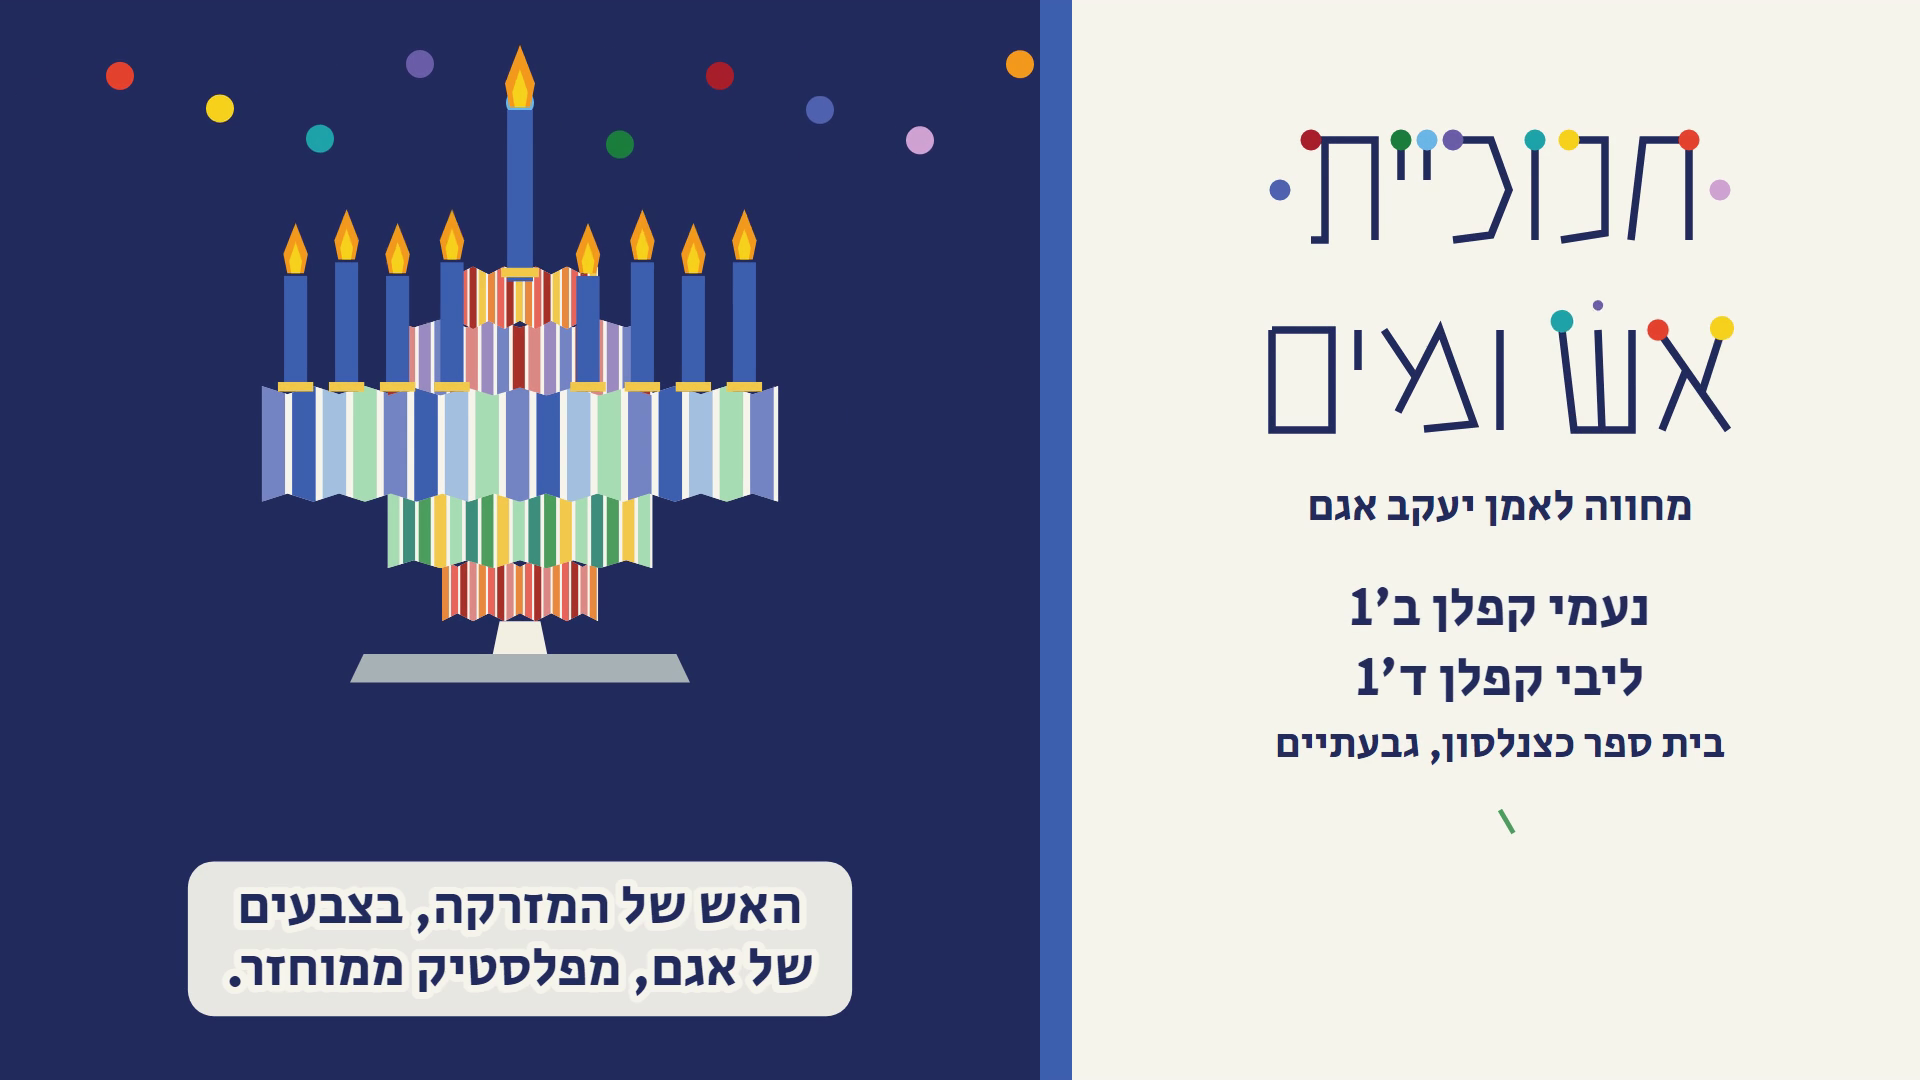 חנוכיית
אש ומים
מחווה לאמן יעקב אגם
נעמי קפלן ב'1
ליבי קפלן ד'1
בית ספר כצנלסון, גבעתיים
האש של המזרקה, בצבעים
של אגם, מפלסטיק ממוחזר.